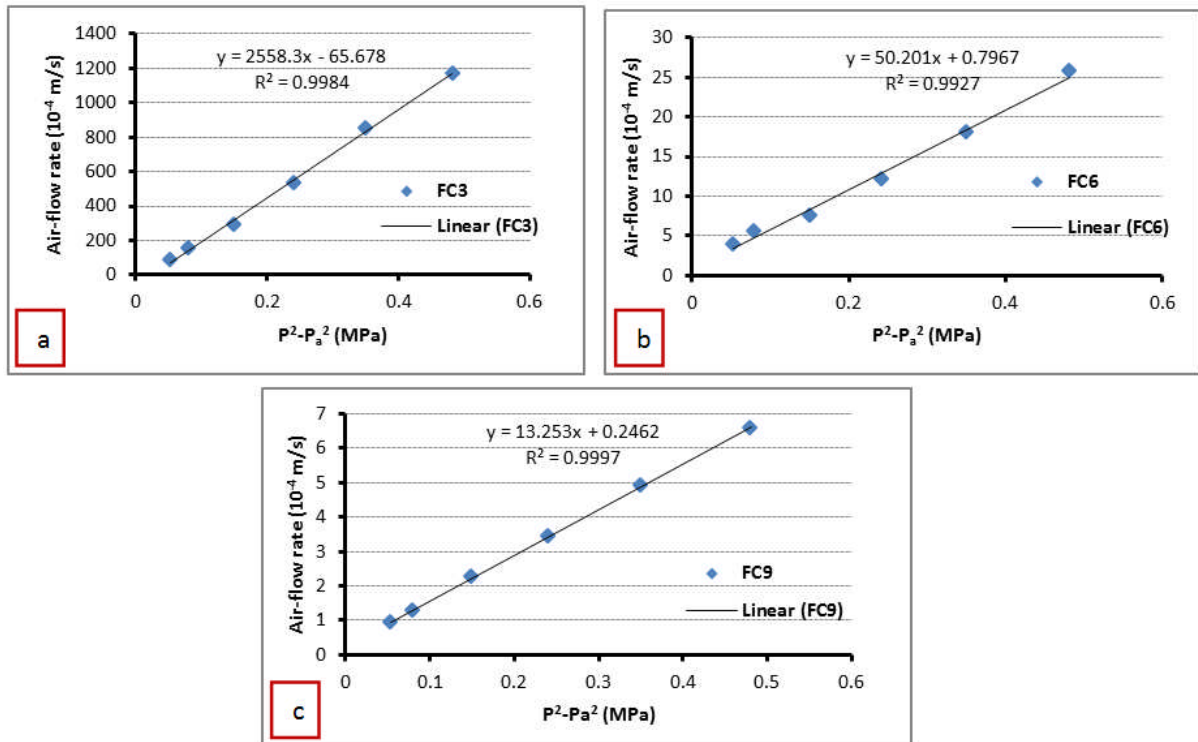 1400
1200
1000
800
600
400
200
0
Air-flow rate (10⁻⁴ m/s)
y = 2558.3x - 65.678
R² = 0.9984
FC3
Linear (FC3)
0 0.2 0.4 0.6
P²-Pₐ² (MPa)
a
30
25
20
15
10
5
0
Air-flow rate (10⁻⁴ m/s)
y = 50.201x + 0.7967
R² = 0.9927
FC6
Linear (FC6)
0 0.2 0.4 0.6
P²-Pₐ² (MPa)
b
7
6
5
4
3
2
1
0
Air-flow rate (10⁻⁴ m/s)
y = 13.253x + 0.2462
R² = 0.9997
FC9
Linear (FC9)
0 0.1 0.2 0.3 0.4 0.5 0.6
P²-Pa² (MPa)
c